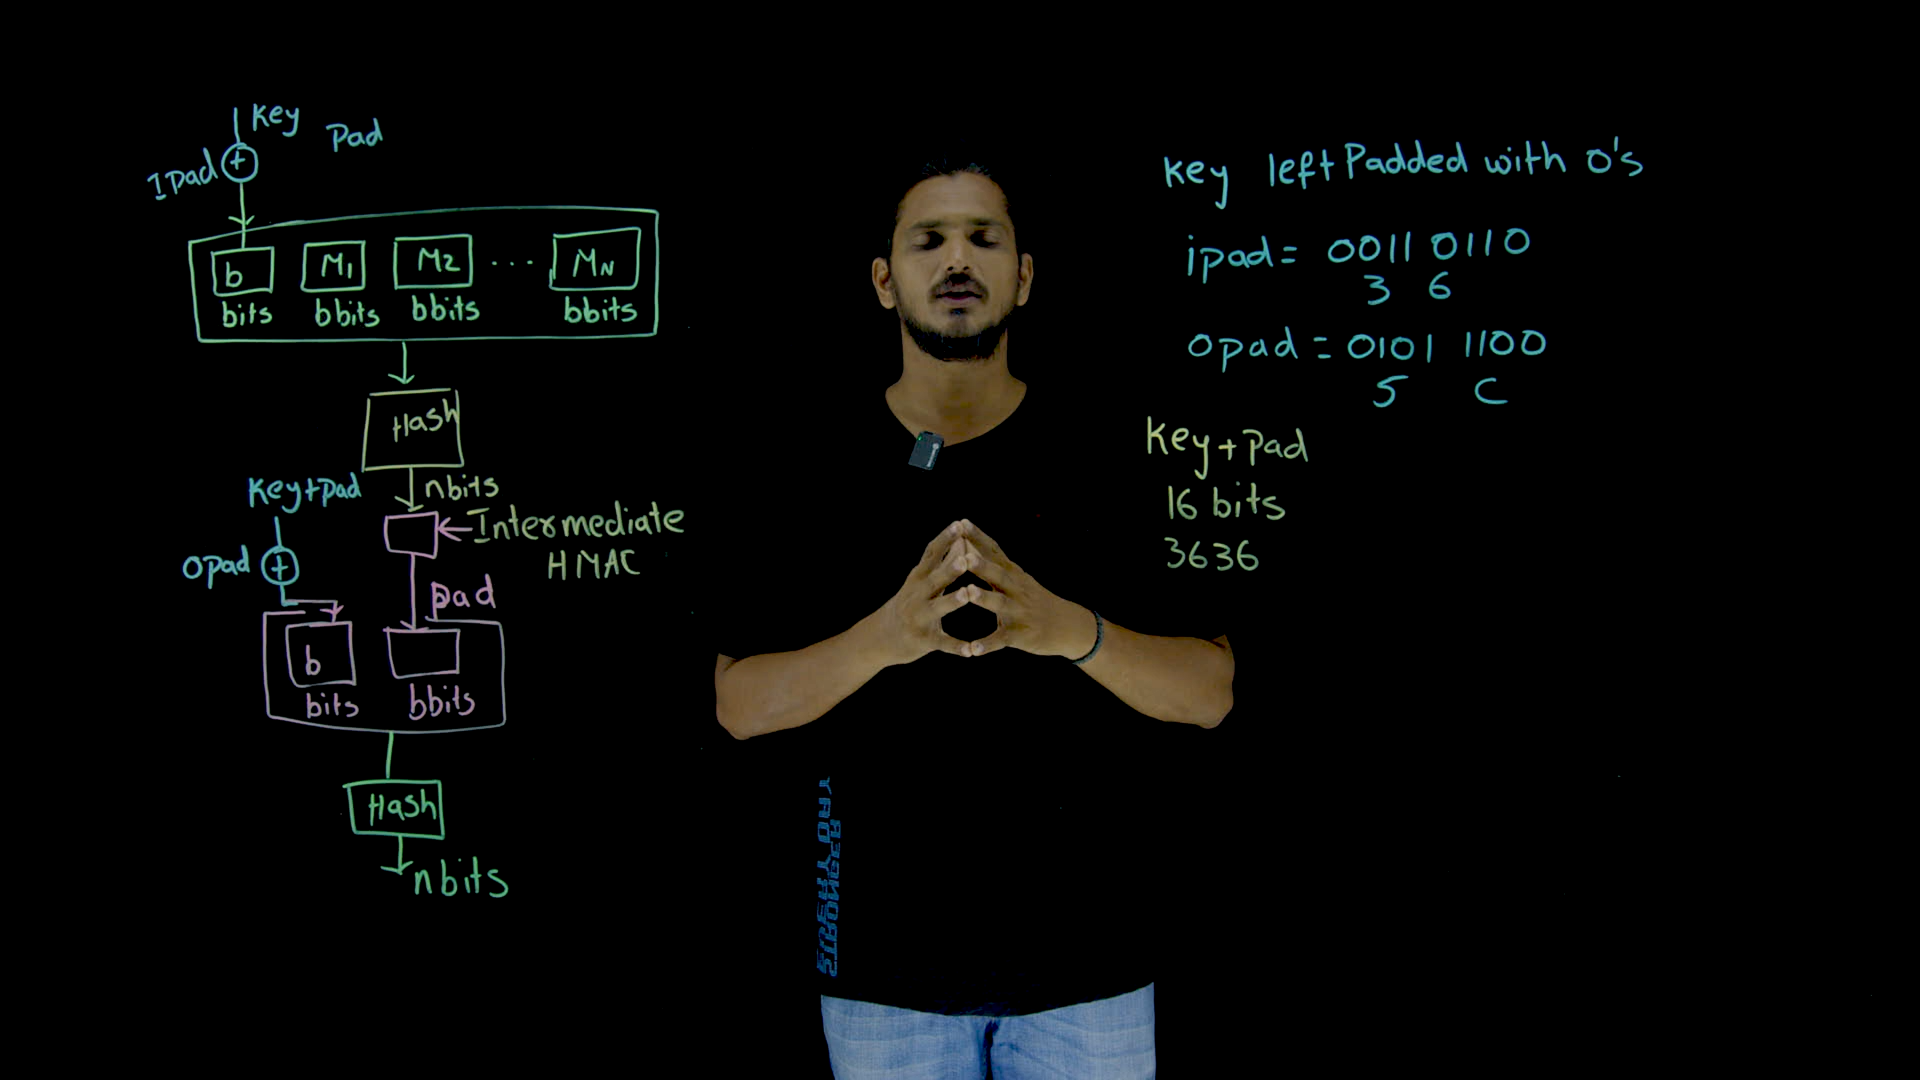 Key
Pad
Ipad +
b M1 M2 ... MN
bits bbits bbits bbits
Hash
Key+Pad
nbits
Intermediate
HMAC
opad +
pad
b
bits bbits
Hash
nbits
Key left Padded with 0's
ipad = 0011 0110
3 6
opad = 0101 1100
5 C
Key + Pad
16 bits
3636